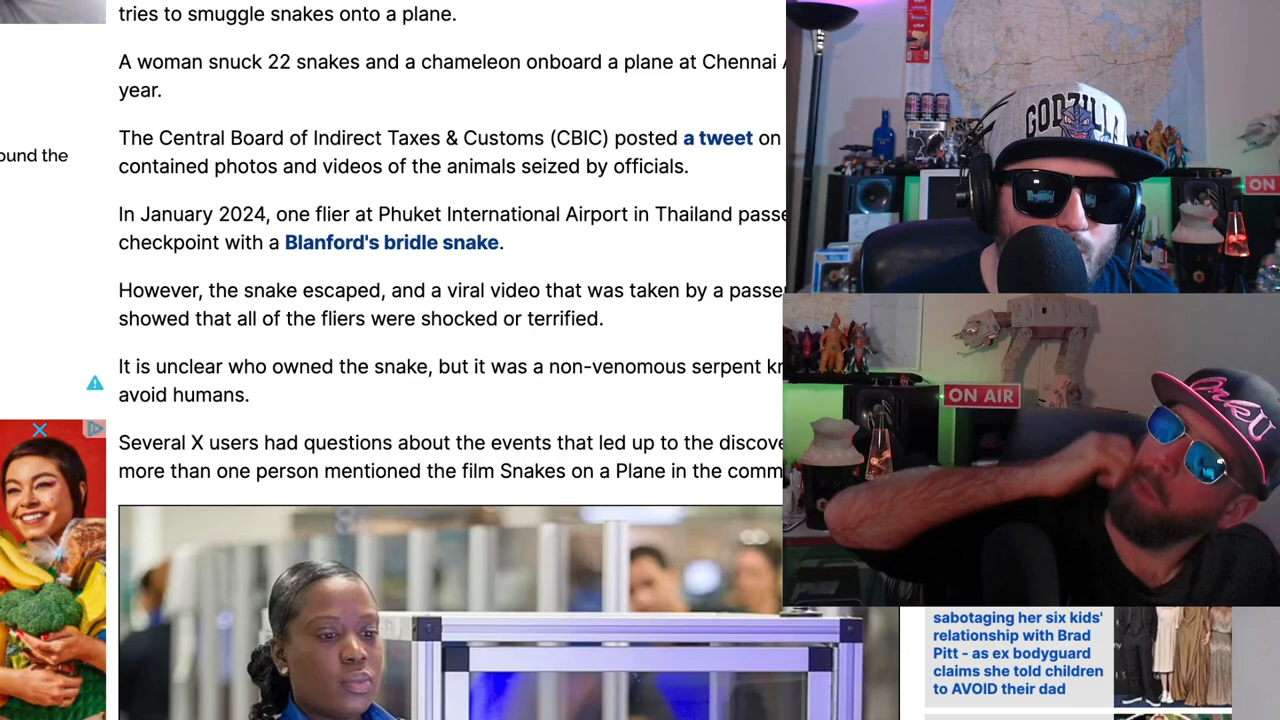 tries to smuggle snakes onto a plane.
A woman snuck 22 snakes and a chameleon onboard a plane at Chennai
year.
The Central Board of Indirect Taxes & Customs (CBIC) posted a tweet on
contained photos and videos of the animals seized by officials.
ound the
In January 2024, one flier at Phuket International Airport in Thailand passe
checkpoint with a Blanford's bridle snake.
However, the snake escaped, and a viral video that was taken by a passe
showed that all of the fliers were shocked or terrified.
It is unclear who owned the snake, but it was a non-venomous serpent kn
avoid humans.
Several X users had questions about the events that led up to the discove
more than one person mentioned the film Snakes on a Plane in the comm
GODZILLA
ON
ON AIR
sabotaging her six kids'
relationship with Brad
Pitt - as ex bodyguard
claims she told children
to AVOID their dad